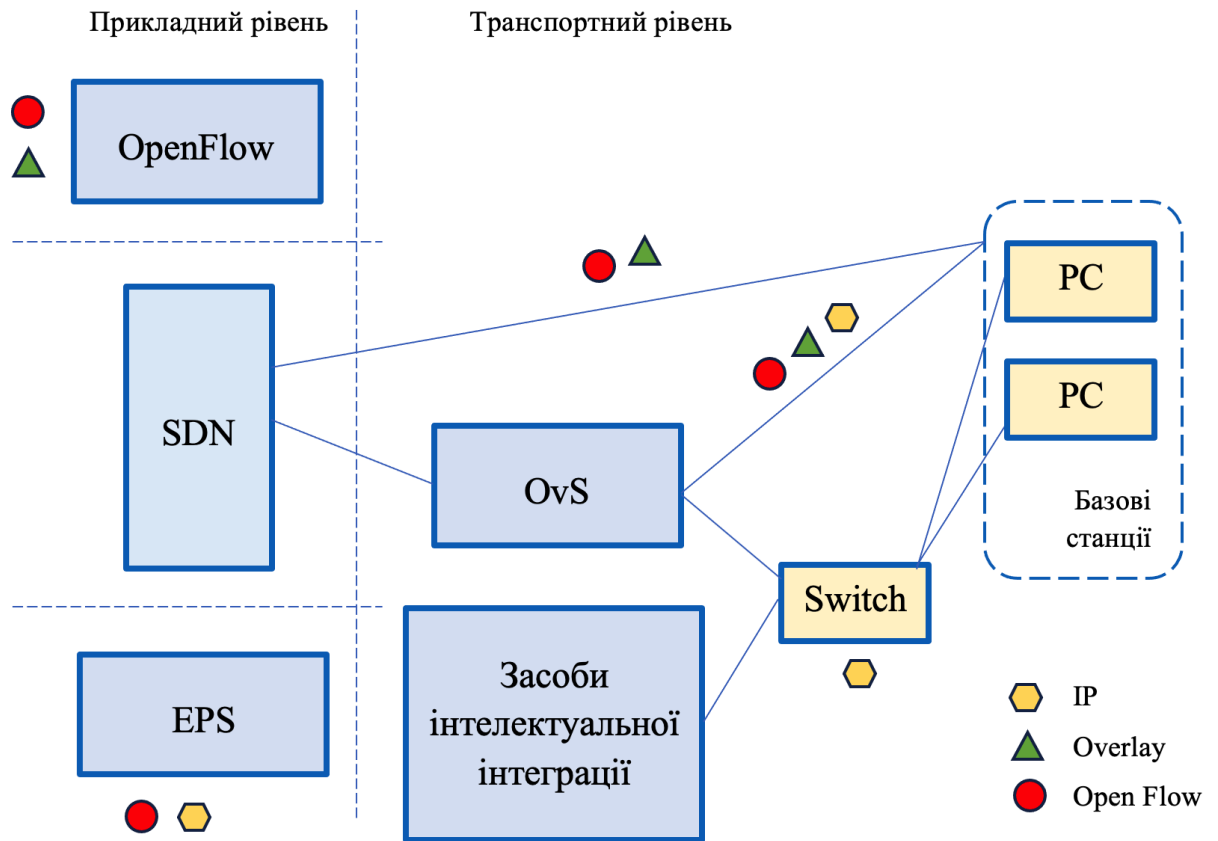 Прикладний рівень
Транспортний рівень
OpenFlow
SDN
OvS
PC
PC
Базові
станції
Switch
EPS
Засоби
інтелектуальної
інтеграції
IP
Overlay
Open Flow